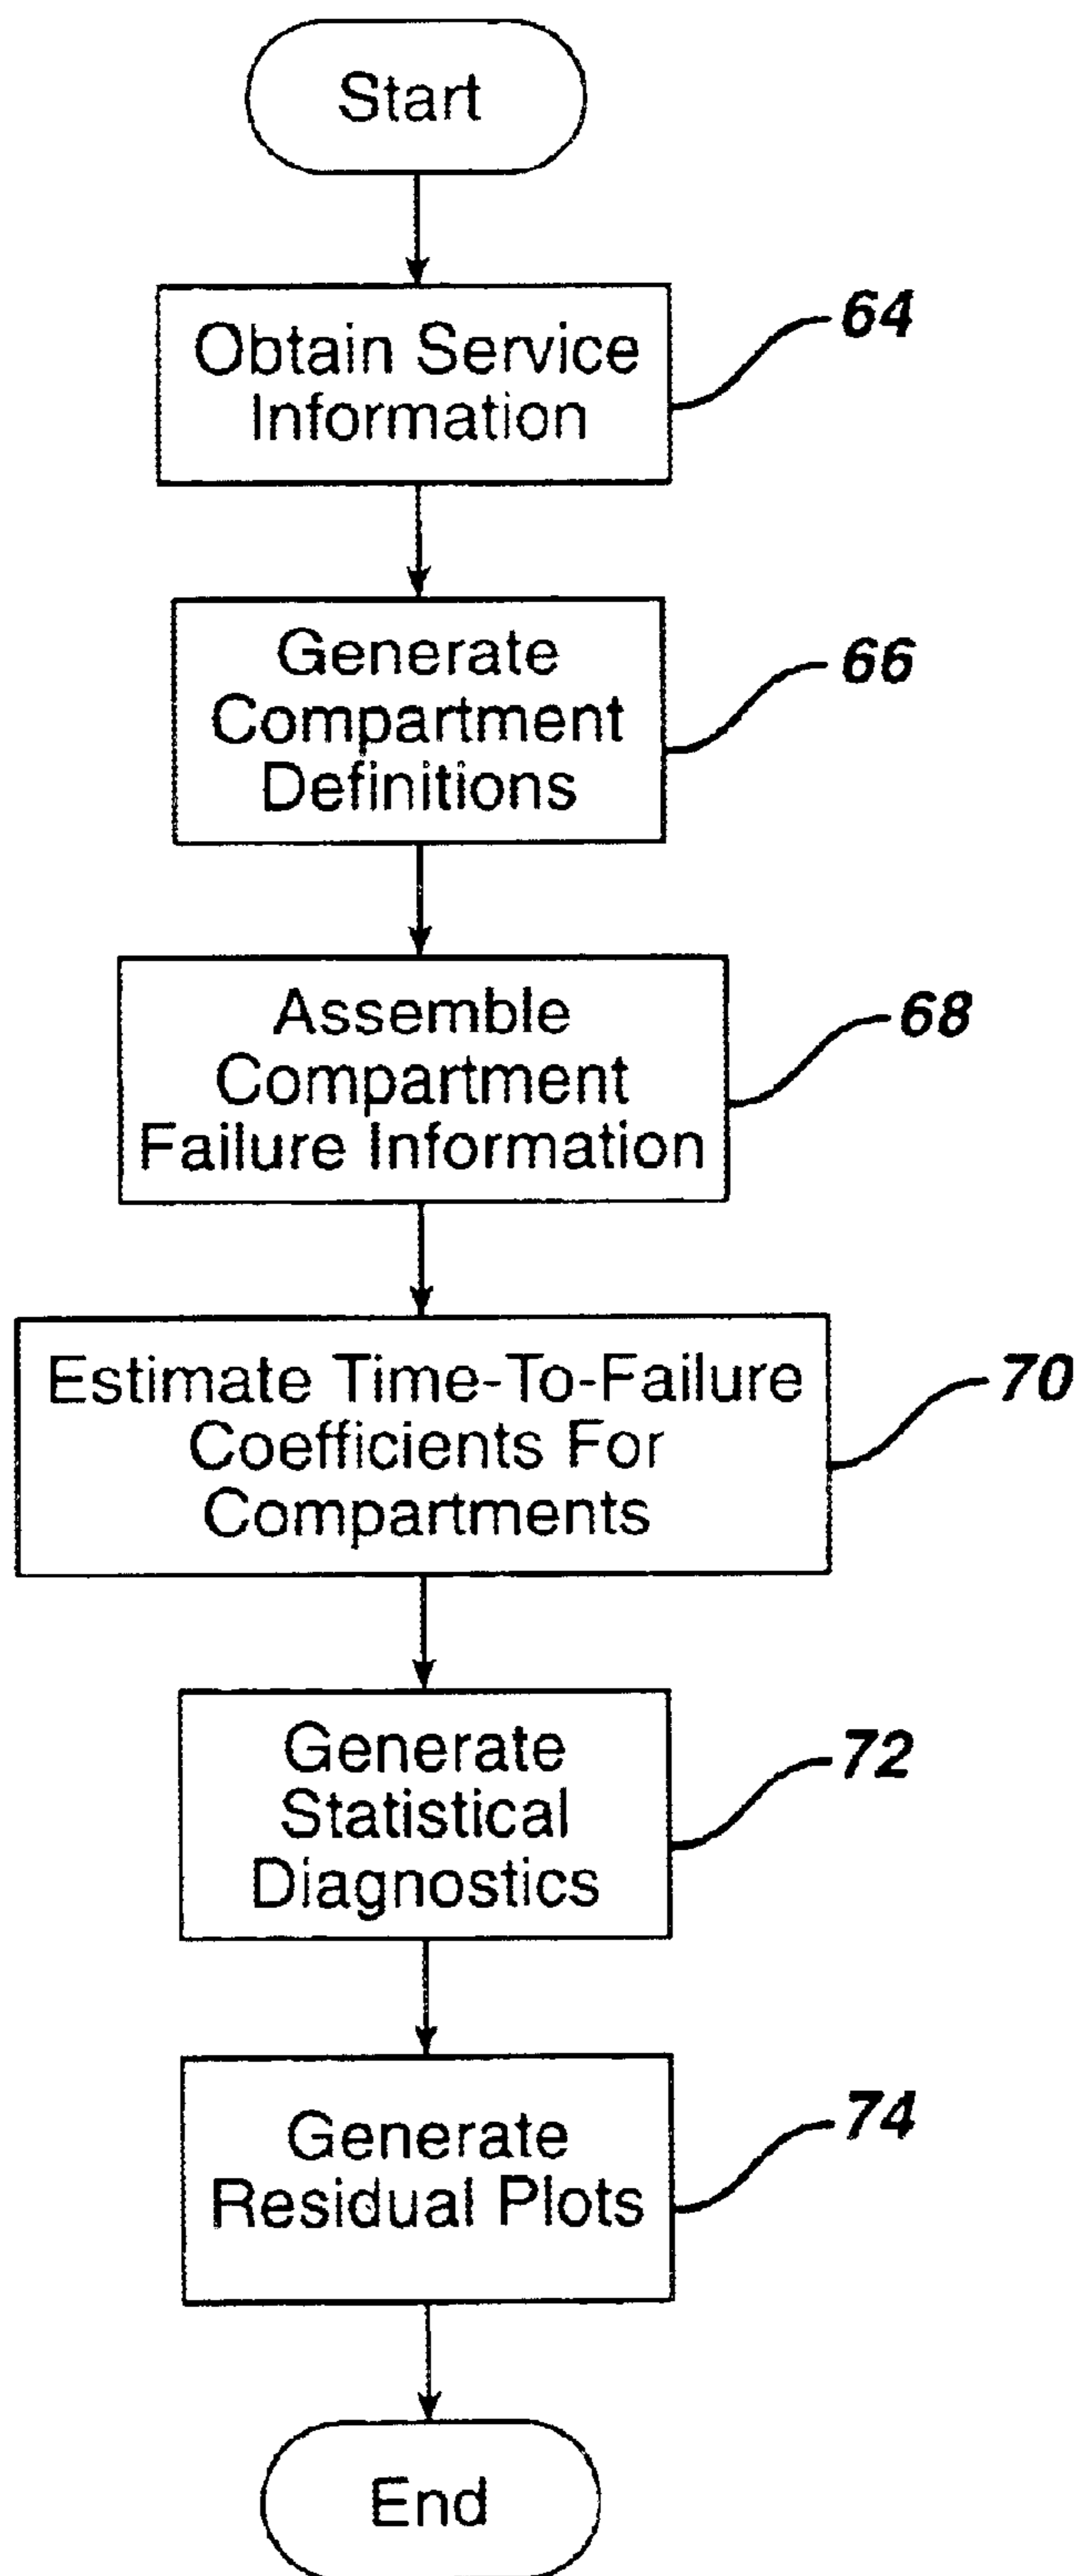 Start
Obtain Service
Information
64
Generate
Compartment
Definitions
66
Assemble
Compartment
Failure Information
68
Estimate Time-To-Failure
Coefficients For
Compartments
70
Generate
Statistical
Diagnostics
72
Generate
Residual Plots
74
End